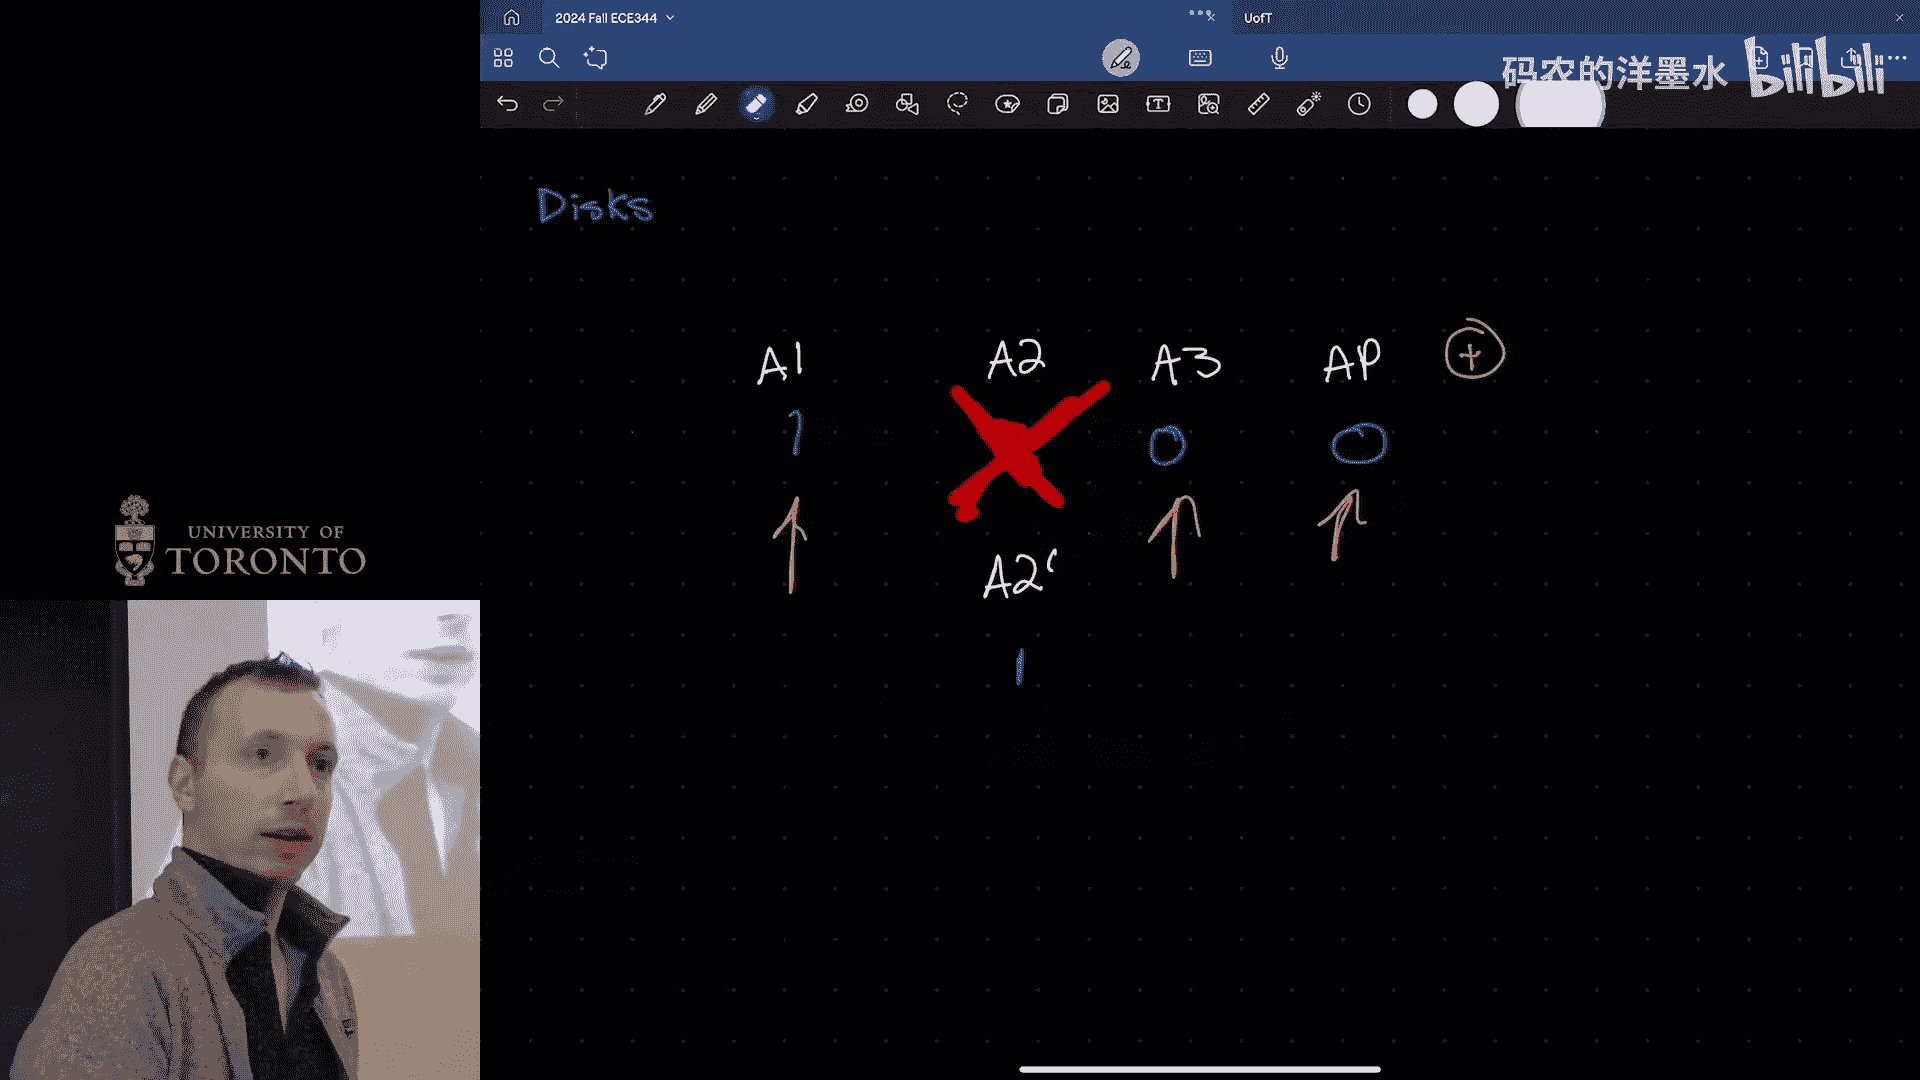 2024 Fall ECE344
UofT
码农的洋墨水 bilibili
Disks
A1 A2 A3 AP +
1 0 0
A2'
1
UNIVERSITY OF
TORONTO